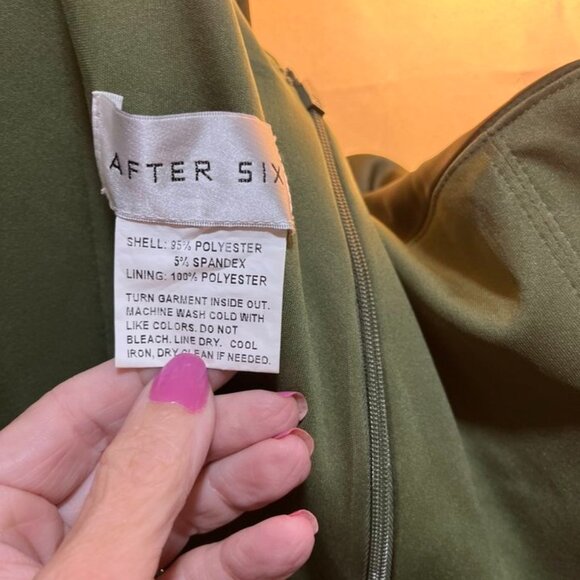 AFTER SIX
SHELL: 95% POLYESTER
5% SPANDEX
LINING: 100% POLYESTER
TURN GARMENT INSIDE OUT.
MACHINE WASH COLD WITH
LIKE COLORS. DO NOT
BLEACH. LINE DRY. COOL
IRON, DRY CLEAN IF NEEDED.